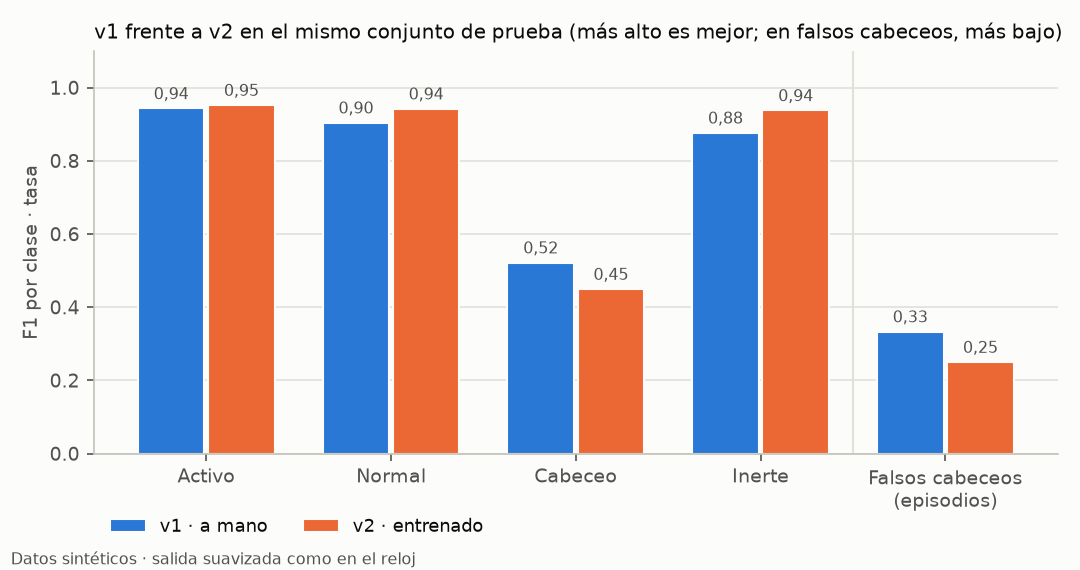 v1 frente a v2 en el mismo conjunto de prueba (más alto es mejor; en falsos cabeceos, más bajo)
F1 por clase · tasa
1.0
0.8
0.6
0.4
0.2
0.0
0,94
0,95
0,90
0,94
0,52
0,45
0,88
0,94
0,33
0,25
Activo
Normal
Cabeceo
Inerte
Falsos cabeceos
(episodios)
v1 · a mano
v2 · entrenado
Datos sintéticos · salida suavizada como en el reloj